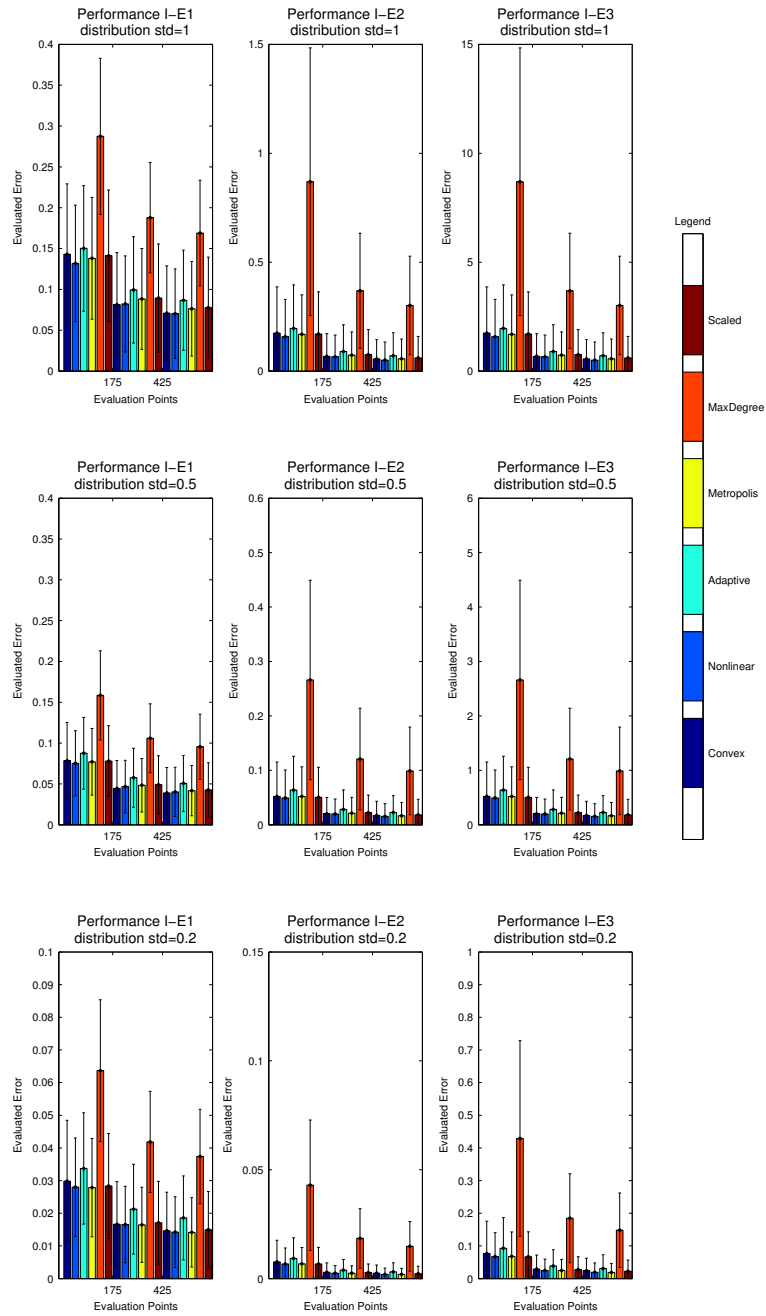 Performance I−E1
distribution std=1
0.4
0.35
0.3
0.25
0.2
0.15
0.1
0.05
0
Evaluated Error
175
425
Evaluation Points
Performance I−E2
distribution std=1
1.5
1
0.5
0
Evaluated Error
175
425
Evaluation Points
Performance I−E3
distribution std=1
15
10
5
0
Evaluated Error
175
425
Evaluation Points
Legend
Scaled
MaxDegree
Metropolis
Adaptive
Nonlinear
Convex
Performance I−E1
distribution std=0.5
0.4
0.35
0.3
0.25
0.2
0.15
0.1
0.05
0
Evaluated Error
175
425
Evaluation Points
Performance I−E2
distribution std=0.5
0.6
0.5
0.4
0.3
0.2
0.1
0
Evaluated Error
175
425
Evaluation Points
Performance I−E3
distribution std=0.5
6
5
4
3
2
1
0
Evaluated Error
175
425
Evaluation Points
Performance I−E1
distribution std=0.2
0.1
0.09
0.08
0.07
0.06
0.05
0.04
0.03
0.02
0.01
0
Evaluated Error
175
425
Evaluation Points
Performance I−E2
distribution std=0.2
0.15
0.1
0.05
0
Evaluated Error
175
425
Evaluation Points
Performance I−E3
distribution std=0.2
1
0.9
0.8
0.7
0.6
0.5
0.4
0.3
0.2
0.1
0
Evaluated Error
175
425
Evaluation Points